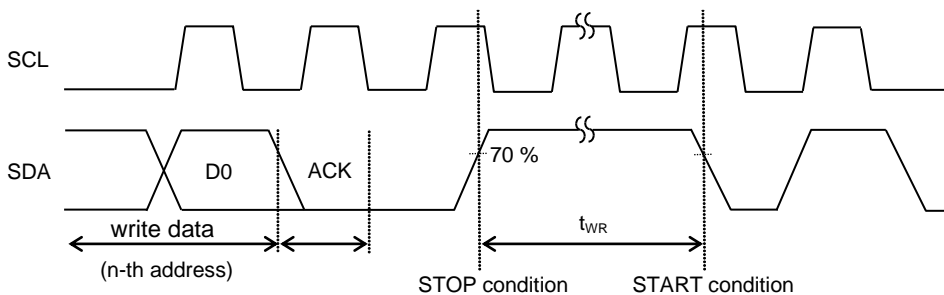 SCL
SDA
D0
ACK
70 %
write data
(n-th address)
tWR
STOP condition
START condition